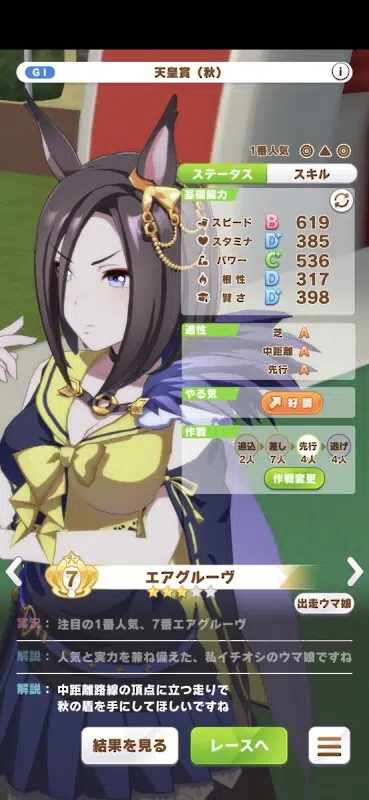 GI 天皇賞（秋） i
1番人気 ◎ ▲ ◎
ステータス スキル
基礎能力
スピード B 619
スタミナ D+ 385
パワー C+ 536
根性 D 317
賢さ D+ 398
適性
芝 A
中距離 A
先行 A
やる気 好調
作戦
追込 差し 先行 逃げ
2人 7人 4人 4人
作戦変更
7 エアグルーヴ
出走ウマ娘
実況：注目の1番人気、7番エアグルーヴ
解説：人気と実力を兼ね備えた、私イチオシのウマ娘ですね
解説：中距離路線の頂点に立つ走りで
秋の盾を手にしてほしいですね
結果を見る レースへ